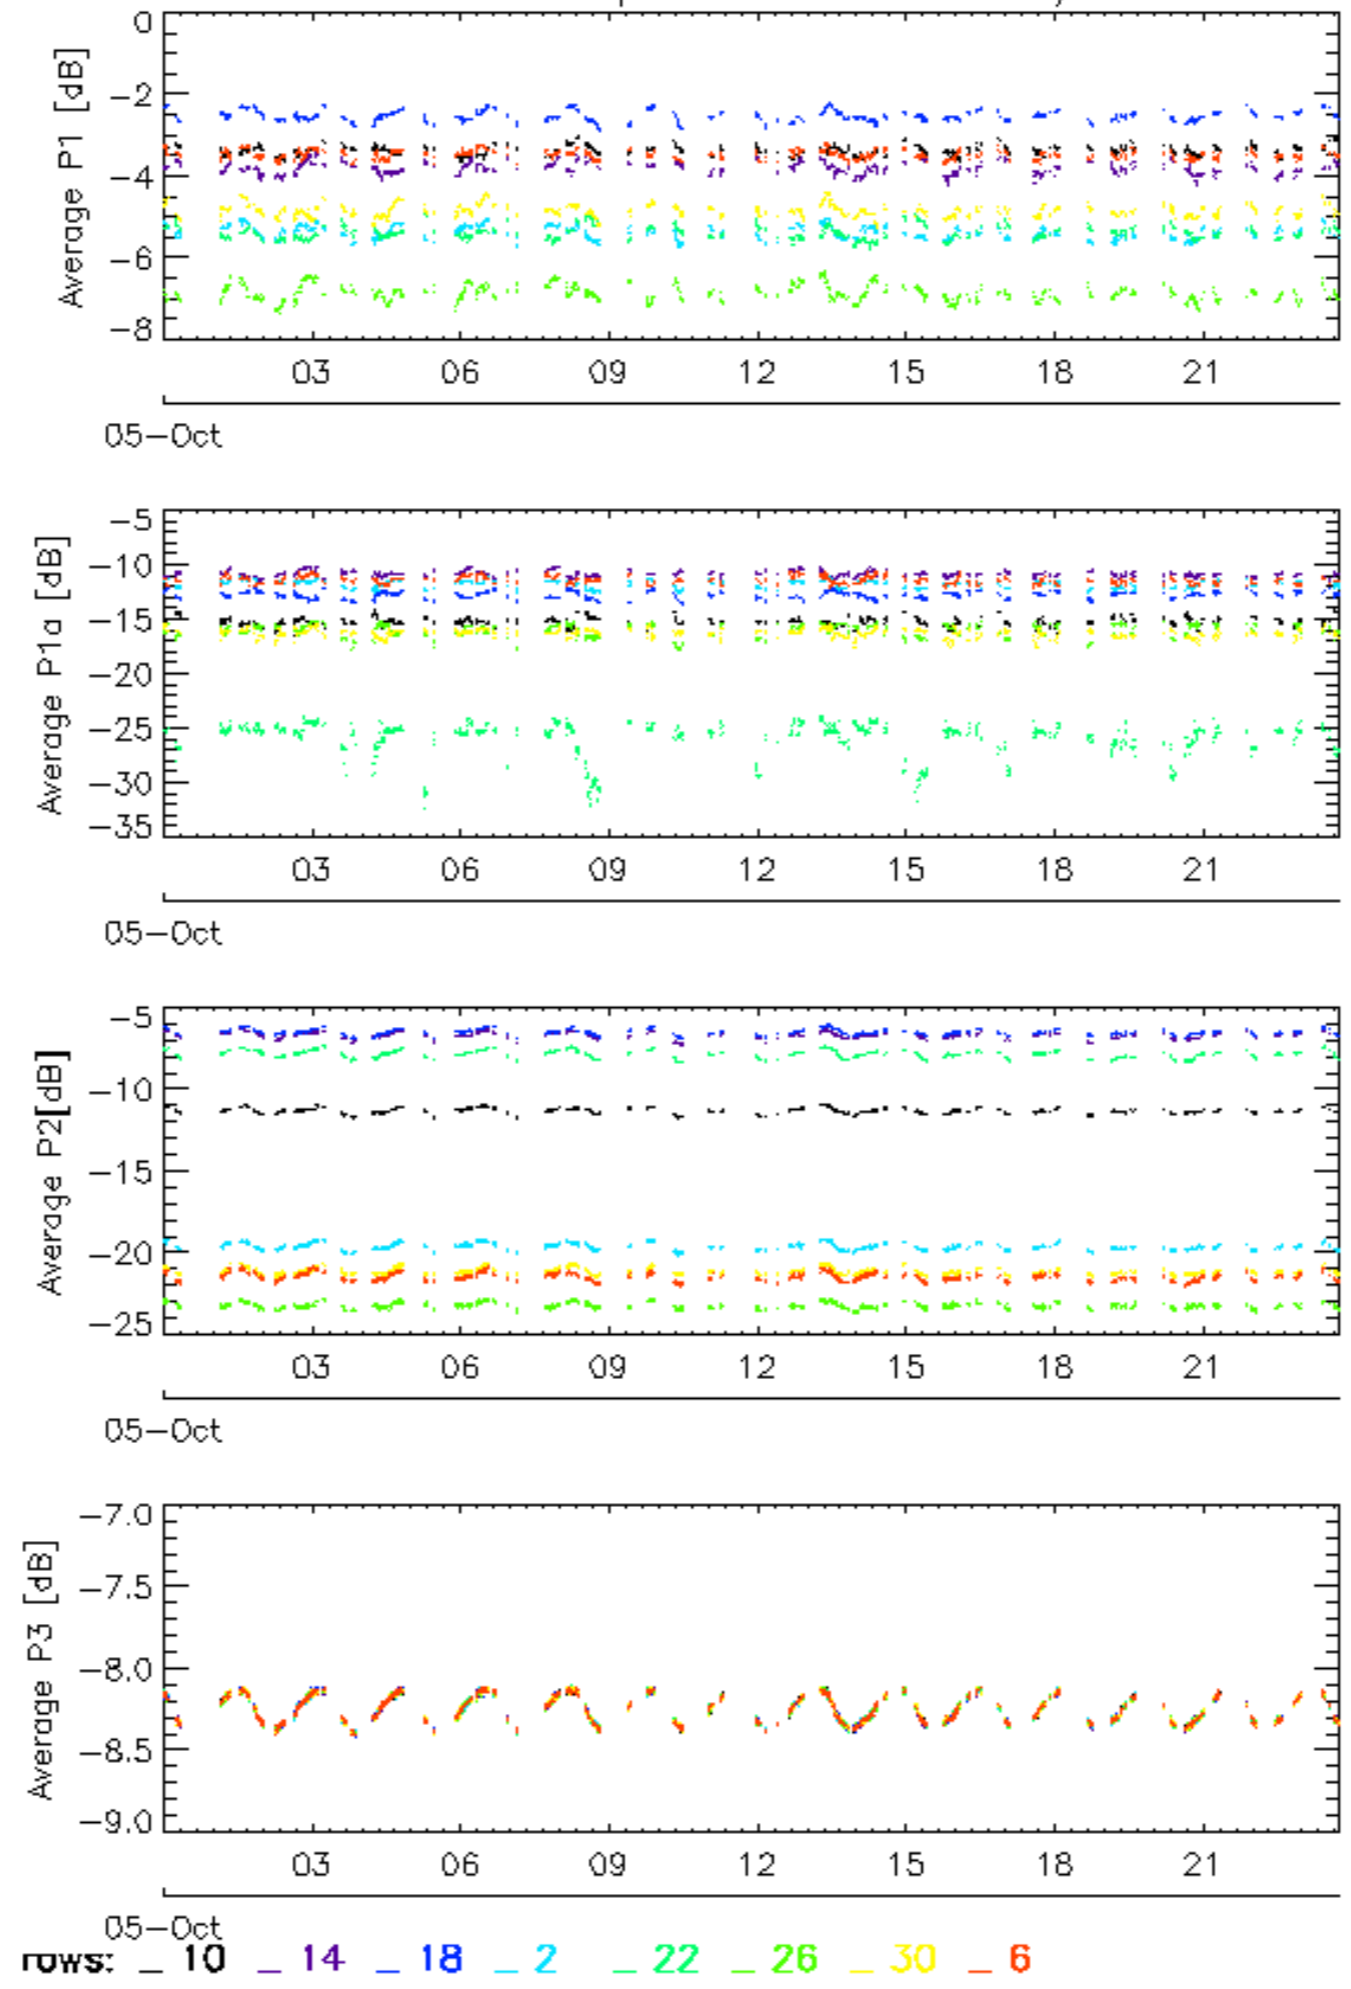 Average P1 [dB]
0
−2
−4
−6
−8
03 06 09 12 15 18 21
05−Oct
Average P1a [dB]
−5
−10
−15
−20
−25
−30
−35
03 06 09 12 15 18 21
05−Oct
Average P2[dB]
−5
−10
−15
−20
−25
03 06 09 12 15 18 21
05−Oct
Average P3 [dB]
−7.0
−7.5
−8.0
−8.5
−9.0
03 06 09 12 15 18 21
05−Oct
rows: _ 10 _ 14 _ 18 _ 2 _ 22 _ 26 _ 30 _ 6